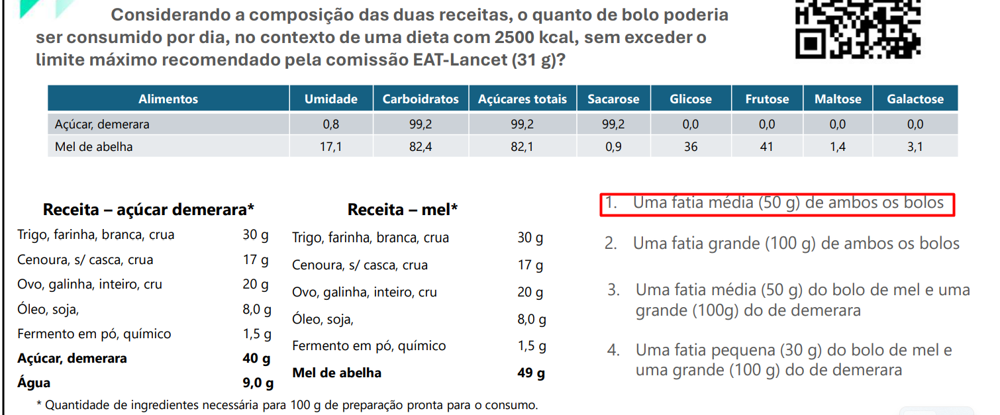 Considerando a composição das duas receitas, o quanto de bolo poderia
ser consumido por dia, no contexto de uma dieta com 2500 kcal, sem exceder o
limite máximo recomendado pela comissão EAT-Lancet (31 g)?
Alimentos Umidade Carboidratos Açúcares totais Sacarose Glicose Frutose Maltose Galactose
Açúcar, demerara 0,8 99,2 99,2 99,2 0,0 0,0 0,0 0,0
Mel de abelha 17,1 82,4 82,1 0,9 36 41 1,4 3,1
Receita – açúcar demerara*
Trigo, farinha, branca, crua 30 g
Cenoura, s/ casca, crua 17 g
Ovo, galinha, inteiro, cru 20 g
Óleo, soja, 8,0 g
Fermento em pó, químico 1,5 g
Açúcar, demerara 40 g
Água 9,0 g
Receita – mel*
Trigo, farinha, branca, crua 30 g
Cenoura, s/ casca, crua 17 g
Ovo, galinha, inteiro, cru 20 g
Óleo, soja, 8,0 g
Fermento em pó, químico 1,5 g
Mel de abelha 49 g
* Quantidade de ingredientes necessária para 100 g de preparação pronta para o consumo.
1. Uma fatia média (50 g) de ambos os bolos
2. Uma fatia grande (100 g) de ambos os bolos
3. Uma fatia média (50 g) do bolo de mel e uma
grande (100g) do de demerara
4. Uma fatia pequena (30 g) do bolo de mel e
uma grande (100 g) do de demerara